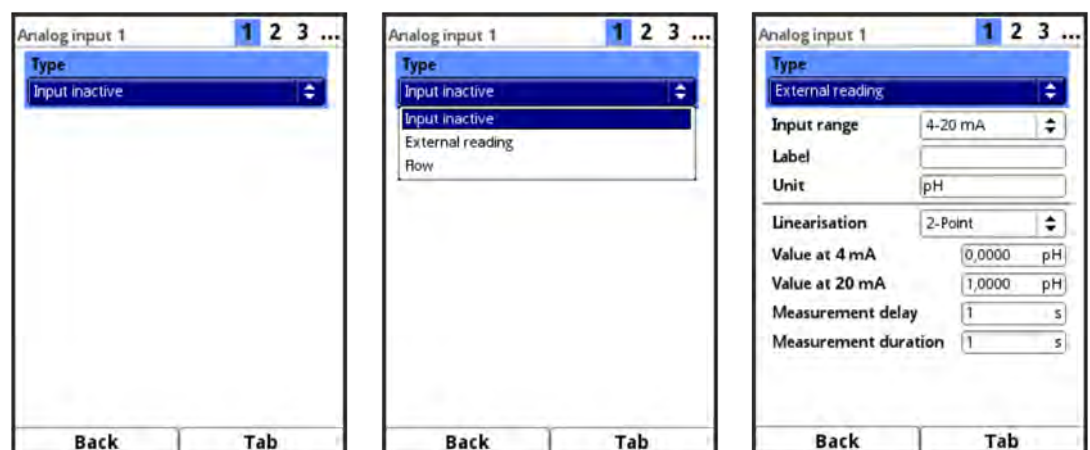 Analog input 1 1 2 3 ...
Type
Input inactive
Back Tab
Analog input 1 1 2 3 ...
Type
Input inactive
Input inactive
External reading
Flow
Back Tab
Analog input 1 1 2 3 ...
Type
External reading
Input range 4-20 mA
Label
Unit pH
Linearisation 2-Point
Value at 4 mA 0,0000 pH
Value at 20 mA 1,0000 pH
Measurement delay 1 s
Measurement duration 1 s
Back Tab